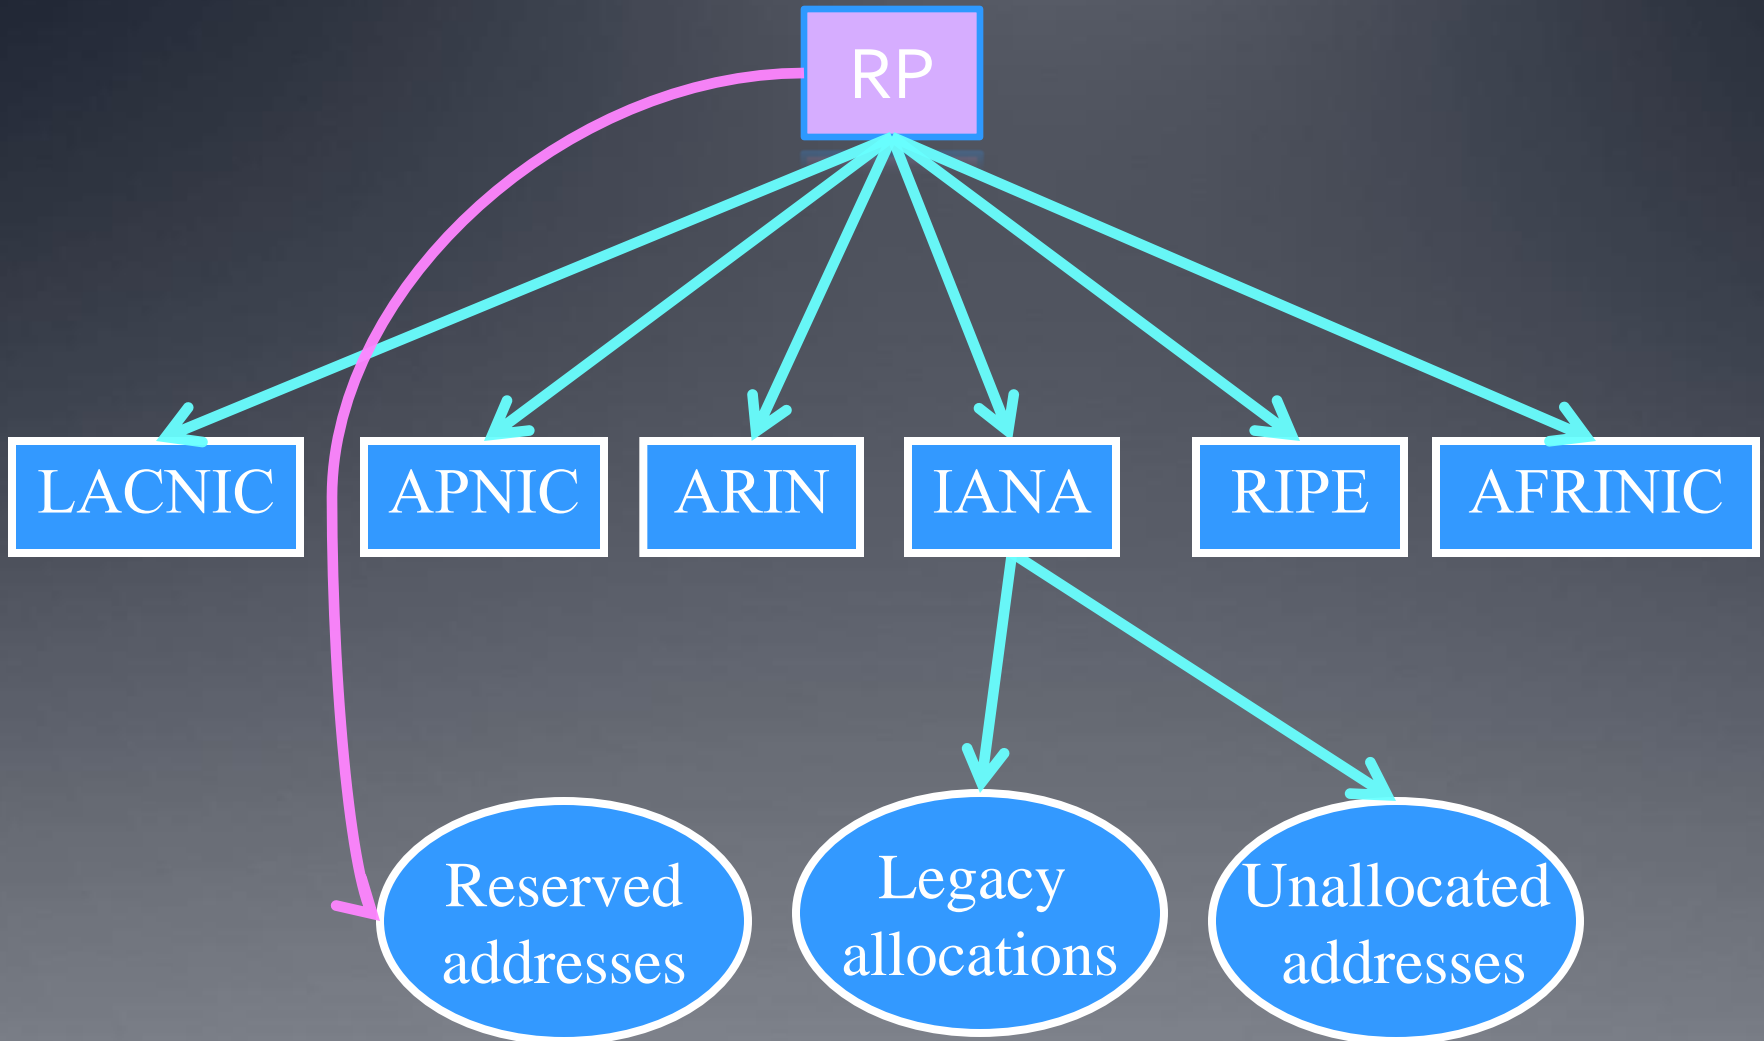 RP
LACNIC
APNIC
ARIN
IANA
RIPE
AFRINIC
Reserved
addresses
Legacy
allocations
Unallocated
addresses